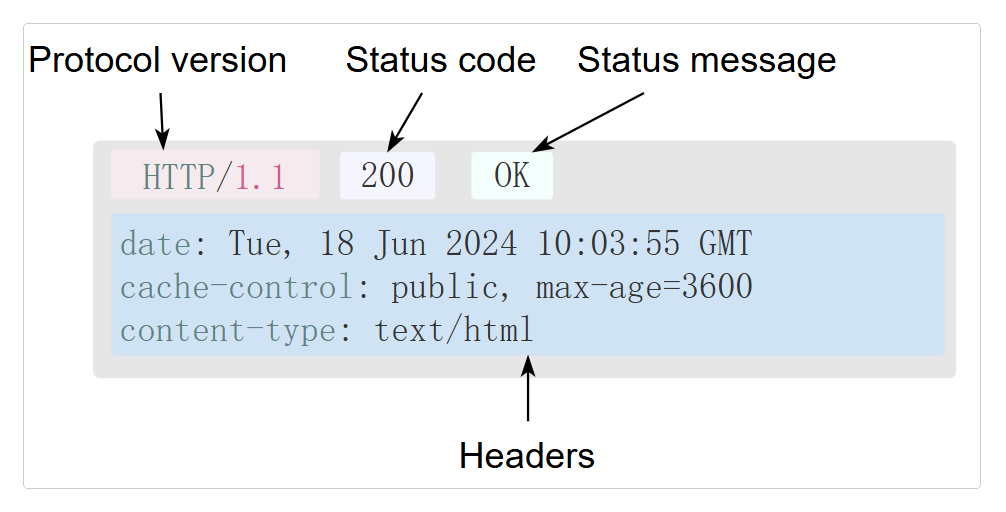 Protocol version Status code Status message
HTTP/1.1 200 OK
date: Tue, 18 Jun 2024 10:03:55 GMT
cache-control: public, max-age=3600
content-type: text/html
Headers